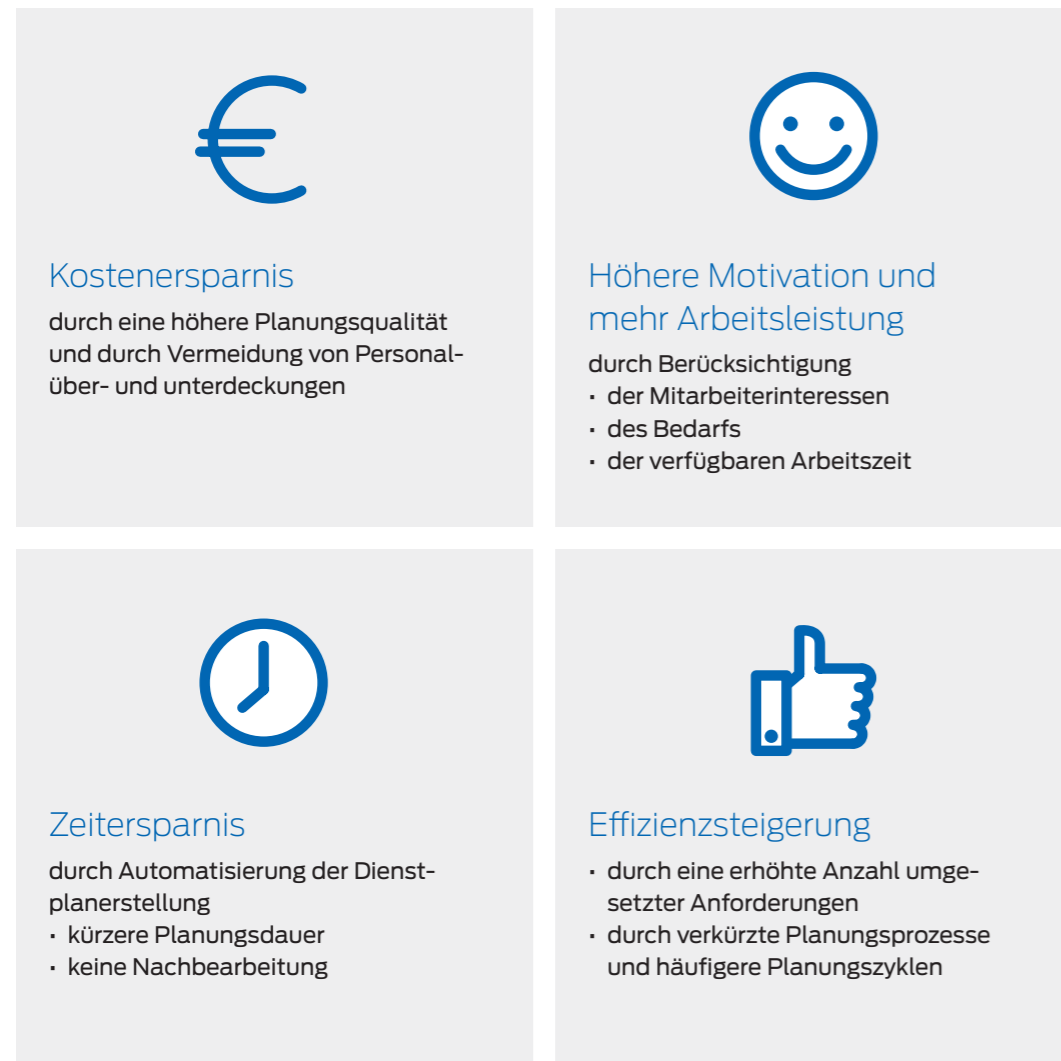 Kostenersparnis
durch eine höhere Planungsqualität
und durch Vermeidung von Personal-
über- und unterdeckungen
Höhere Motivation und
mehr Arbeitsleistung
durch Berücksichtigung
· der Mitarbeiterinteressen
· des Bedarfs
· der verfügbaren Arbeitszeit
Zeitersparnis
durch Automatisierung der Dienst-
planerstellung
· kürzere Planungsdauer
· keine Nachbearbeitung
Effizienzsteigerung
· durch eine erhöhte Anzahl umge-
setzter Anforderungen
· durch verkürzte Planungsprozesse
und häufigere Planungszyklen